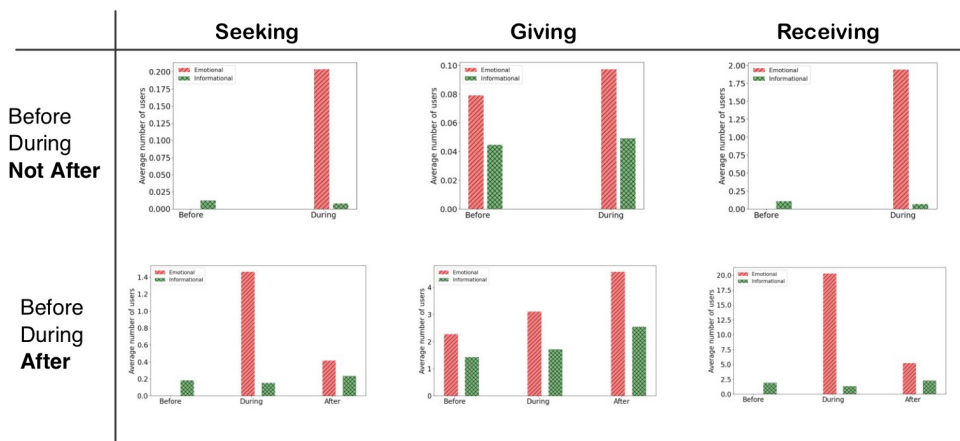 Seeking Giving Receiving
Before
During
Not After
Average number of users
0.200
0.175
0.150
0.125
0.100
0.075
0.050
0.025
0.000
Emotional
Informational
Before During
Average number of users
0.10
0.08
0.06
0.04
0.02
0.00
Emotional
Informational
Before During
Average number of users
2.00
1.75
1.50
1.25
1.00
0.75
0.50
0.25
0.00
Emotional
Informational
Before During
Before
During
After
Average number of users
1.4
1.2
1.0
0.8
0.6
0.4
0.2
0.0
Emotional
Informational
Before During After
Average number of users
4
3
2
1
0
Emotional
Informational
Before During After
Average number of users
20.0
17.5
15.0
12.5
10.0
7.5
5.0
2.5
0.0
Emotional
Informational
Before During After